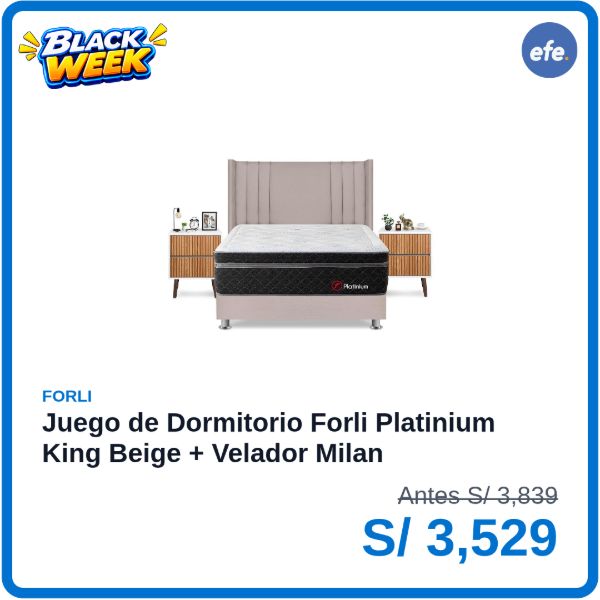 BLACK
WEEK
efe.
Platinium
FORLI
Juego de Dormitorio Forli Platinium
King Beige + Velador Milan
Antes S/ 3,839
S/ 3,529